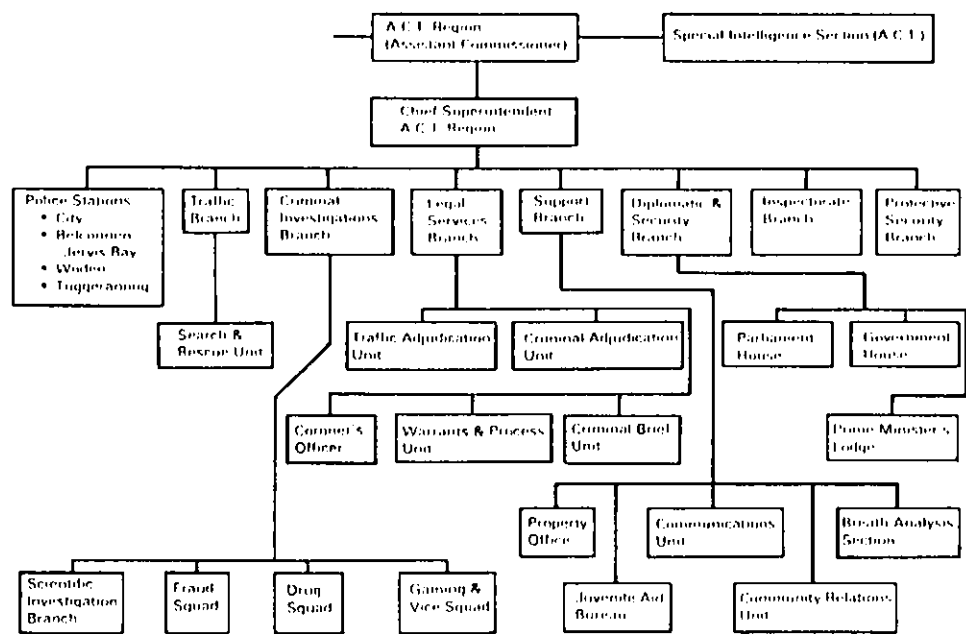 A.C.T. Region
(Assistant Commissioner)
Special Intelligence Section (A.C.T.)
Chief Superintendent
A.C.T. Region
Police Stations
• City
• Belconnen
Jervis Bay
• Woden
• Tuggeranong
Traffic
Branch
Criminal
Investigations
Branch
Legal
Services
Branch
Support
Branch
Diplomatic &
Security
Branch
Inspectorate
Branch
Protective
Security
Branch
Search &
Rescue Unit
Traffic Adjudication
Unit
Criminal Adjudication
Unit
Parliament
House
Government
House
Coroner's
Officer
Warrants & Process
Unit
Criminal Brief
Unit
Prime Minister's
Lodge
Property
Office
Communications
Unit
Breath Analysis
Section
Scientific
Investigation
Branch
Fraud
Squad
Drug
Squad
Gaming &
Vice Squad
Juvenile Aid
Bureau
Community Relations
Unit